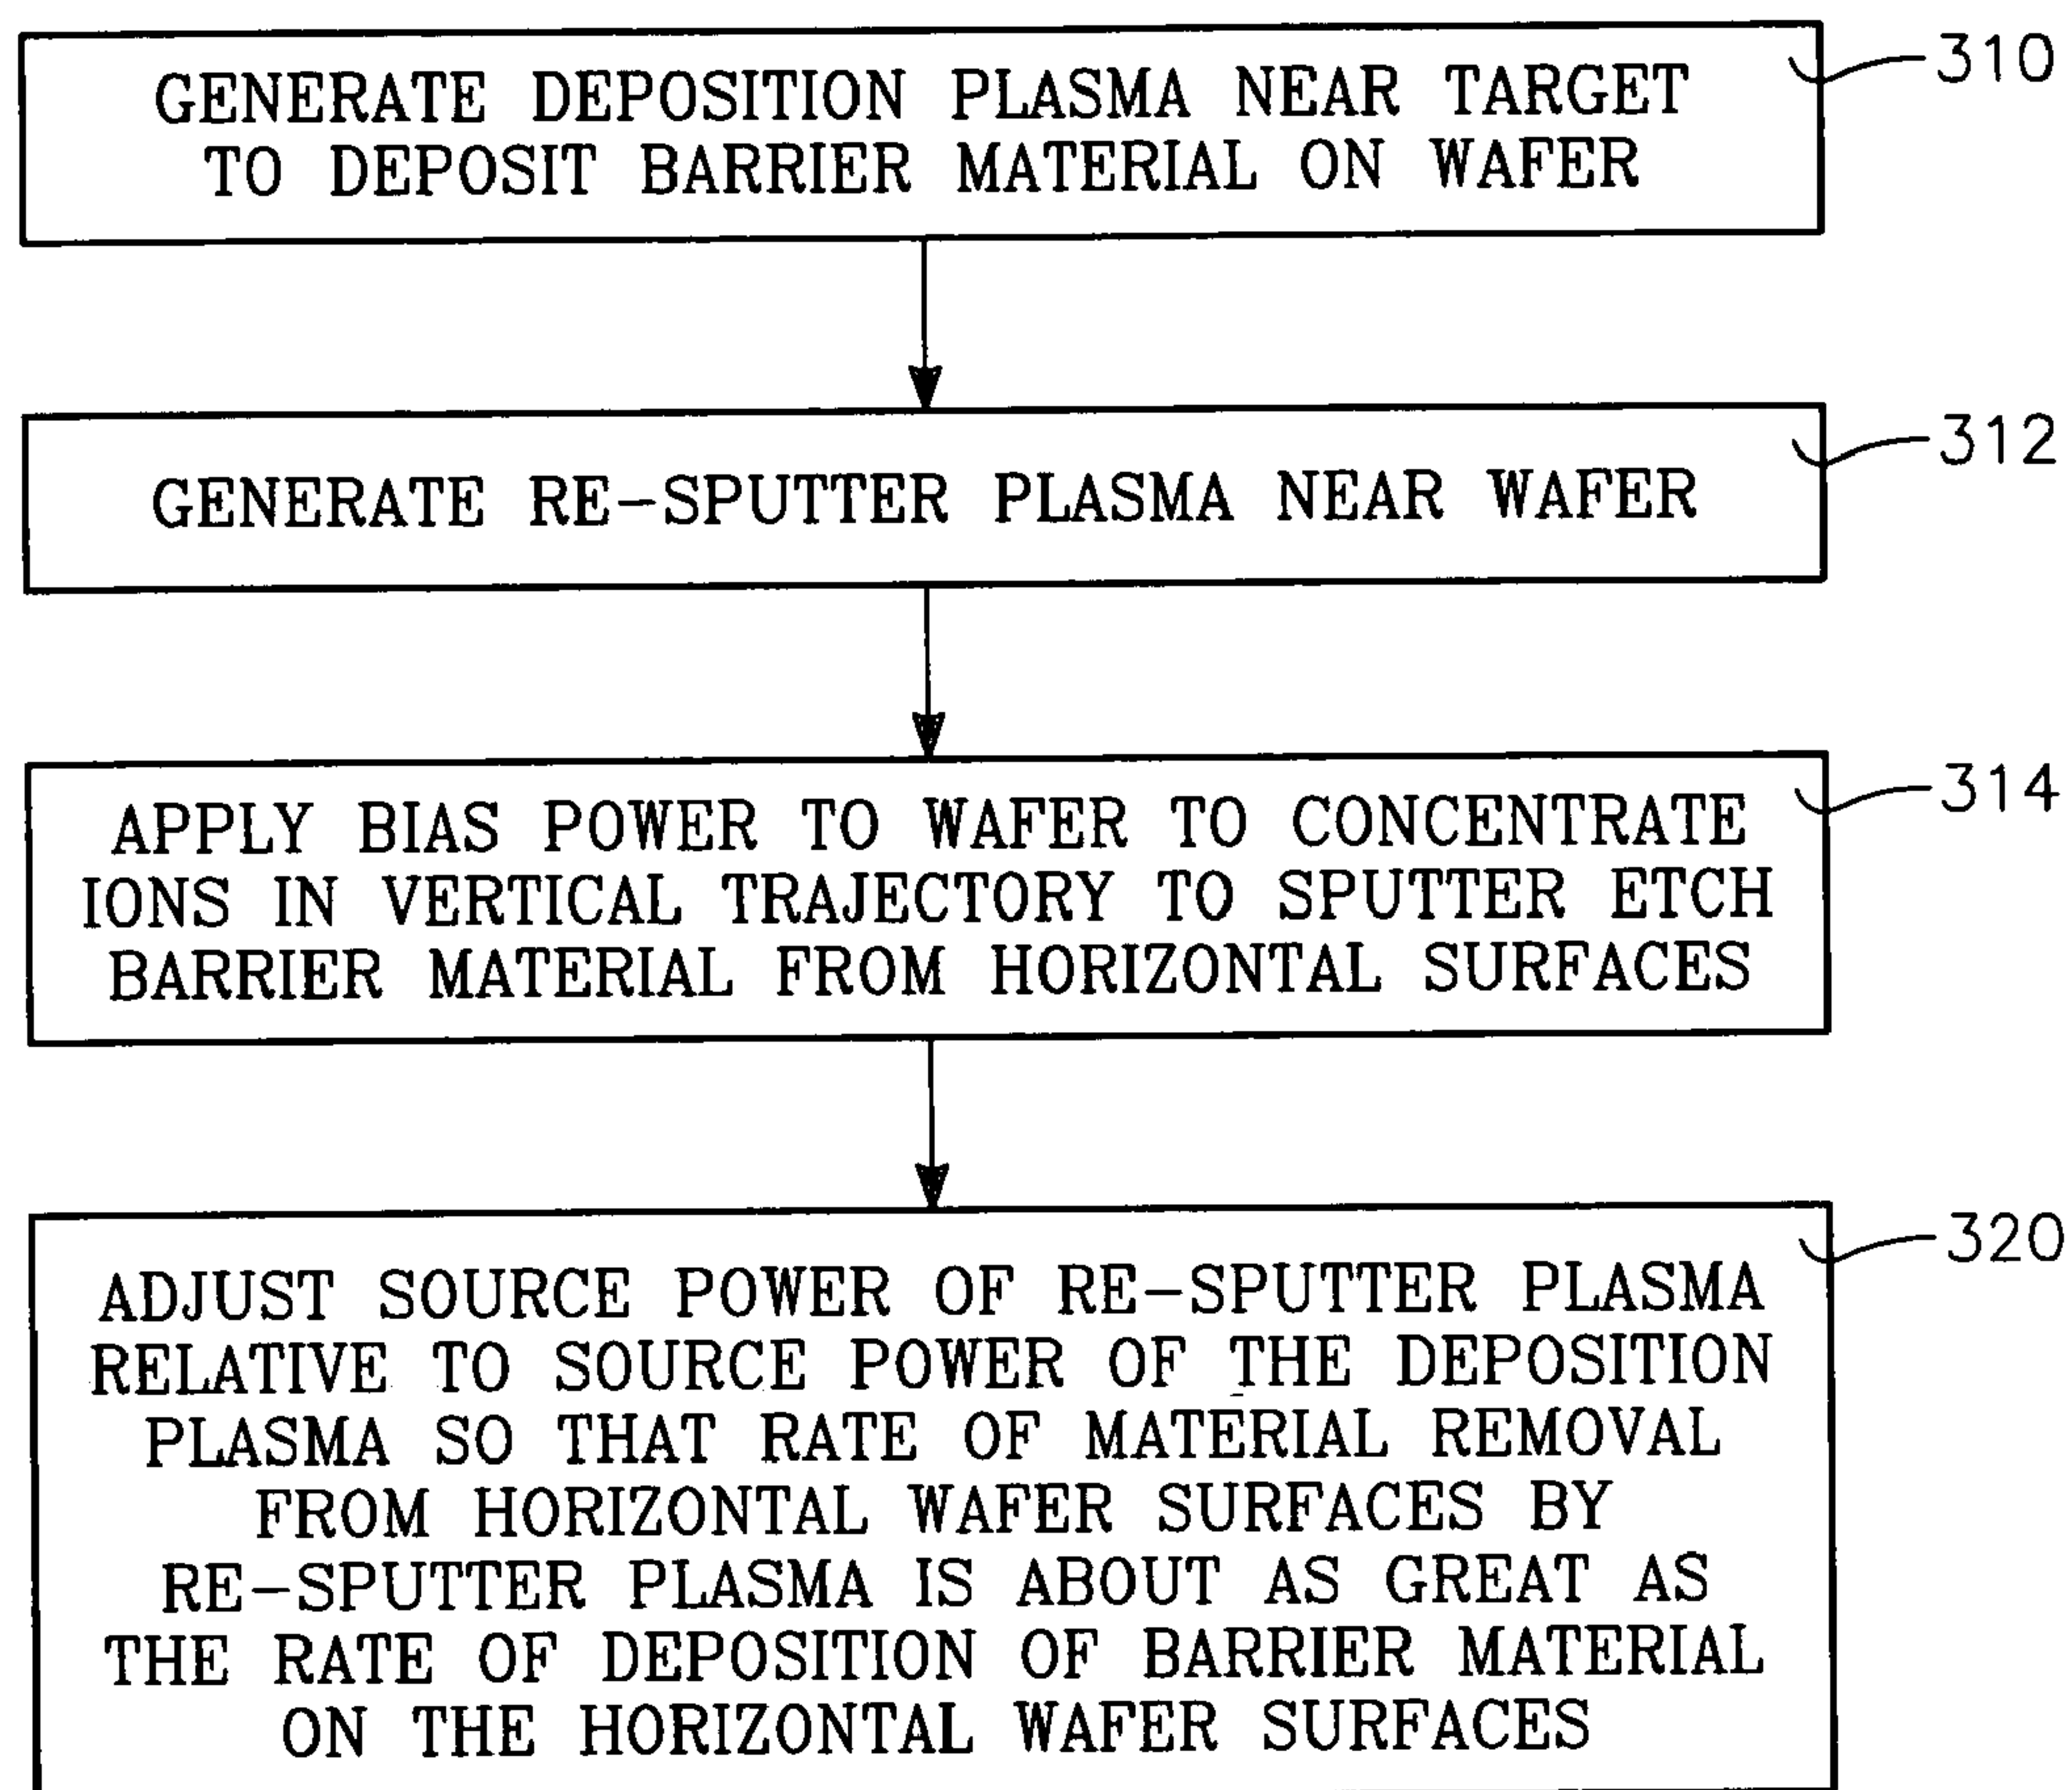 GENERATE DEPOSITION PLASMA NEAR TARGET
TO DEPOSIT BARRIER MATERIAL ON WAFER
310
GENERATE RE-SPUTTER PLASMA NEAR WAFER
312
APPLY BIAS POWER TO WAFER TO CONCENTRATE
IONS IN VERTICAL TRAJECTORY TO SPUTTER ETCH
BARRIER MATERIAL FROM HORIZONTAL SURFACES
314
ADJUST SOURCE POWER OF RE-SPUTTER PLASMA
RELATIVE TO SOURCE POWER OF THE DEPOSITION
PLASMA SO THAT RATE OF MATERIAL REMOVAL
FROM HORIZONTAL WAFER SURFACES BY
RE-SPUTTER PLASMA IS ABOUT AS GREAT AS
THE RATE OF DEPOSITION OF BARRIER MATERIAL
ON THE HORIZONTAL WAFER SURFACES
320